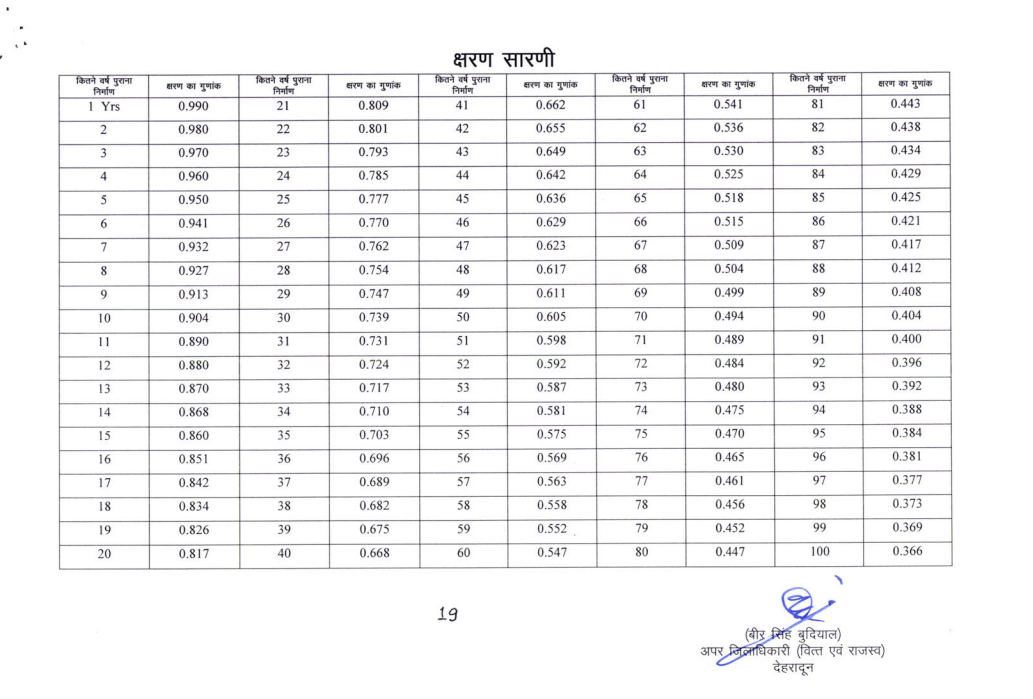 क्षरण सारणी
कितने वर्ष पुराना निर्माण क्षरण का गुणांक कितने वर्ष पुराना निर्माण क्षरण का गुणांक कितने वर्ष पुराना निर्माण क्षरण का गुणांक कितने वर्ष पुराना निर्माण क्षरण का गुणांक कितने वर्ष पुराना निर्माण क्षरण का गुणांक
1 Yrs 0.990 21 0.809 41 0.662 61 0.541 81 0.443
2 0.980 22 0.801 42 0.655 62 0.536 82 0.438
3 0.970 23 0.793 43 0.649 63 0.530 83 0.434
4 0.960 24 0.785 44 0.642 64 0.525 84 0.429
5 0.950 25 0.777 45 0.636 65 0.518 85 0.425
6 0.941 26 0.770 46 0.629 66 0.515 86 0.421
7 0.932 27 0.762 47 0.623 67 0.509 87 0.417
8 0.927 28 0.754 48 0.617 68 0.504 88 0.412
9 0.913 29 0.747 49 0.611 69 0.499 89 0.408
10 0.904 30 0.739 50 0.605 70 0.494 90 0.404
11 0.890 31 0.731 51 0.598 71 0.489 91 0.400
12 0.880 32 0.724 52 0.592 72 0.484 92 0.396
13 0.870 33 0.717 53 0.587 73 0.480 93 0.392
14 0.868 34 0.710 54 0.581 74 0.475 94 0.388
15 0.860 35 0.703 55 0.575 75 0.470 95 0.384
16 0.851 36 0.696 56 0.569 76 0.465 96 0.381
17 0.842 37 0.689 57 0.563 77 0.461 97 0.377
18 0.834 38 0.682 58 0.558 78 0.456 98 0.373
19 0.826 39 0.675 59 0.552 79 0.452 99 0.369
20 0.817 40 0.668 60 0.547 80 0.447 100 0.366
19
(बीर सिंह बुदियाल)
अपर जिलाधिकारी (वित्त एवं राजस्व)
देहरादून